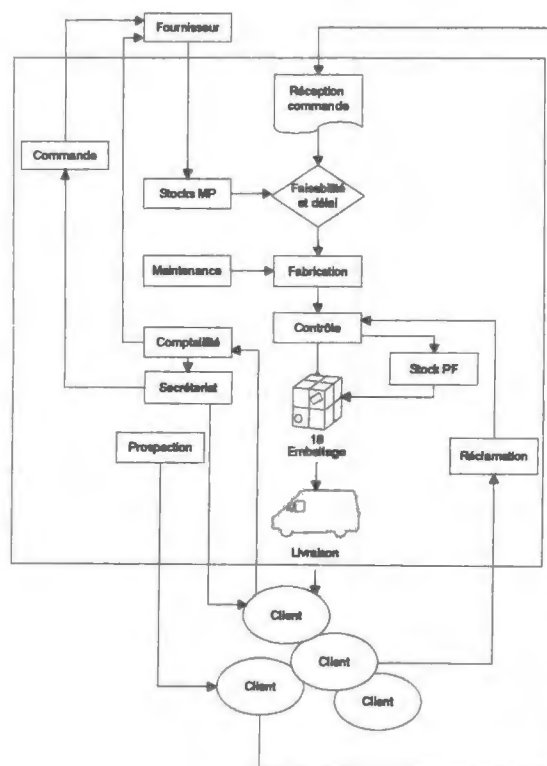 Fournisseur
Réception
commande
Commande
Stocks MP
Faisabilité
et délai
Maintenance
Fabrication
Contrôle
Comptabilité
Stock PF
Secrétariat
18
Emballage
Prospection
Réclamation
Livraison
Client
Client
Client
Client